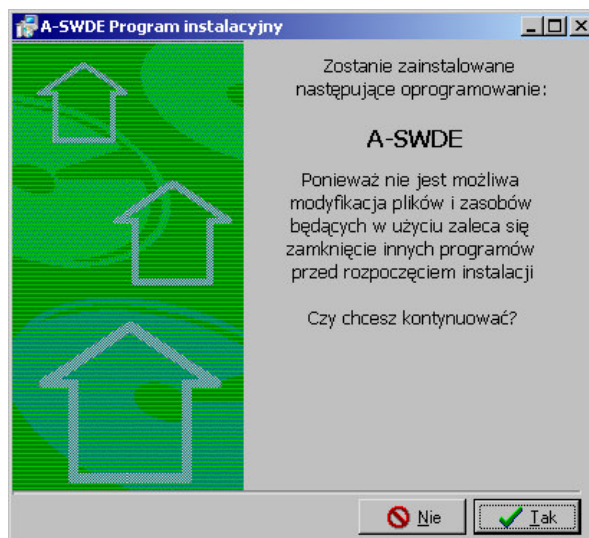 A-SWDE Program instalacyjny
Zostanie zainstalowane
następujące oprogramowanie:
A-SWDE
Ponieważ nie jest możliwa
modyfikacja plików i zasobów
będących w użyciu zaleca się
zamknięcie innych programów
przed rozpoczęciem instalacji
Czy chcesz kontynuować?
Nie
Tak